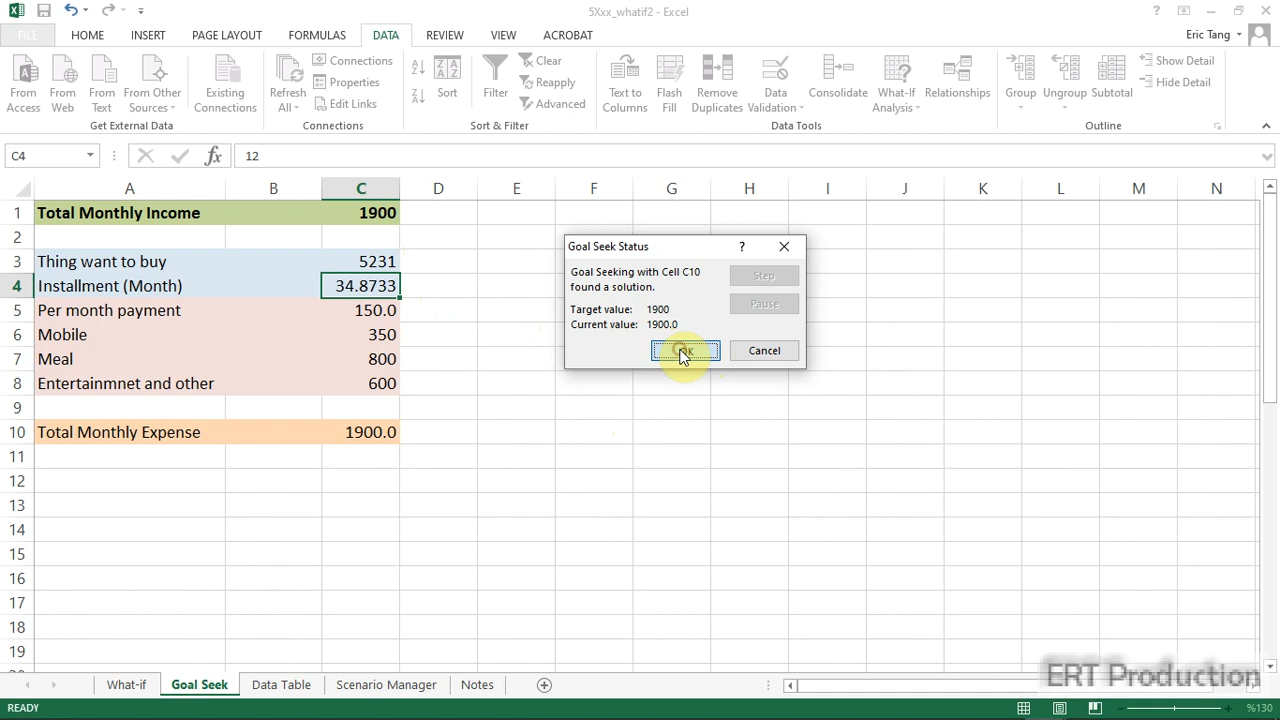 5Xxx_whatif2 - Excel
FILE HOME INSERT PAGE LAYOUT FORMULAS DATA REVIEW VIEW ACROBAT Eric Tang
From Access
From Web
From Text
From Other Sources
Existing Connections
Get External Data
Refresh All
Connections
Properties
Edit Links
Connections
Sort
Filter
Clear
Reapply
Advanced
Sort & Filter
Text to Columns
Flash Fill
Remove Duplicates
Data Validation
Consolidate
What-If Analysis
Relationships
Data Tools
Group
Ungroup
Subtotal
Show Detail
Hide Detail
Outline
C4 fx 12
A B C D E F G H I J K L M N
1 Total Monthly Income 1900
2
3 Thing want to buy 5231
4 Installment (Month) 34.8733
5 Per month payment 150.0
6 Mobile 350
7 Meal 800
8 Entertainmnet and other 600
9
10 Total Monthly Expense 1900.0
11
12
13
14
15
16
17
18
19
Goal Seek Status ?
Goal Seeking with Cell C10
found a solution.
Target value: 1900
Current value: 1900.0
Step
Pause
OK Cancel
What-if Goal Seek Data Table Scenario Manager Notes
ERT Production
READY %130